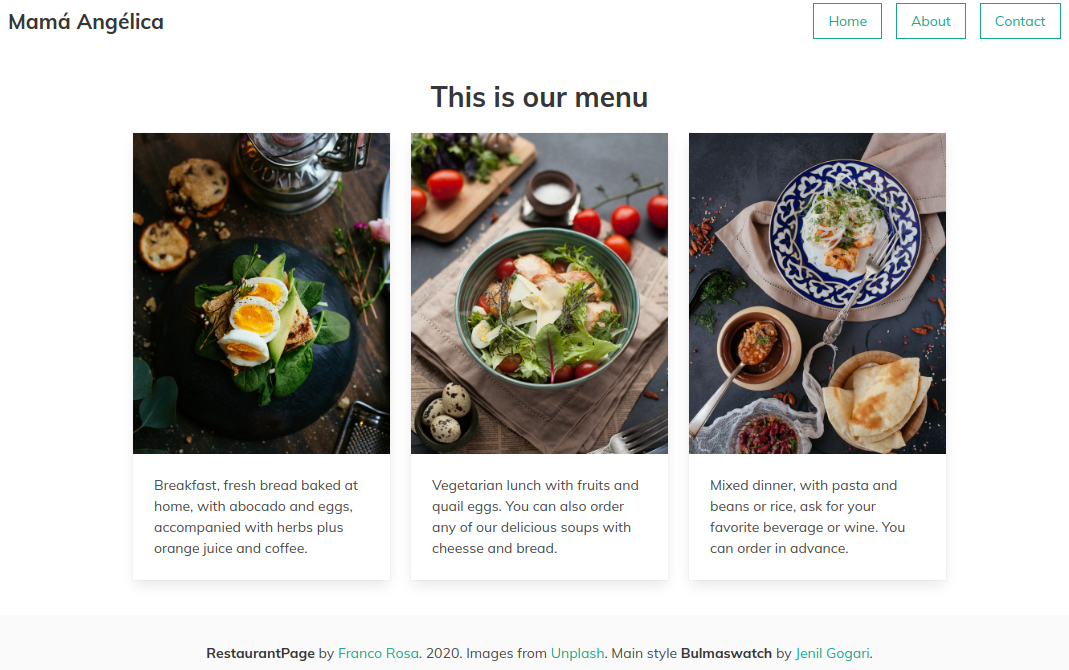 Mamá Angélica
Home
About
Contact
This is our menu
Breakfast, fresh bread baked at
home, with abocado and eggs,
accompanied with herbs plus
orange juice and coffee.
Vegetarian lunch with fruits and
quail eggs. You can also order
any of our delicious soups with
cheesse and bread.
Mixed dinner, with pasta and
beans or rice, ask for your
favorite beverage or wine. You
can order in advance.
RestaurantPage by Franco Rosa. 2020. Images from Unplash. Main style Bulmaswatch by Jenil Gogari.